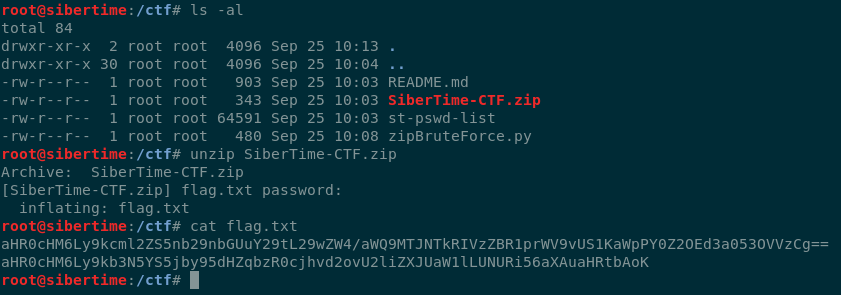 root@sibertime:/ctf# ls -al
total 84
drwxr-xr-x  2 root root  4096 Sep 25 10:13 .
drwxr-xr-x 30 root root  4096 Sep 25 10:04 ..
-rw-r--r--  1 root root   903 Sep 25 10:03 README.md
-rw-r--r--  1 root root   343 Sep 25 10:03 SiberTime-CTF.zip
-rw-r--r--  1 root root 64591 Sep 25 10:03 st-pswd-list
-rw-r--r--  1 root root   480 Sep 25 10:08 zipBruteForce.py
root@sibertime:/ctf# unzip SiberTime-CTF.zip
Archive:  SiberTime-CTF.zip
[SiberTime-CTF.zip] flag.txt password:
  inflating: flag.txt
root@sibertime:/ctf# cat flag.txt
aHR0cHM6Ly9kcml2ZS5nb29nbGUuY29tL29wZW4/aWQ9MTJNTkRIVzZBR1prWV9vUS1KaWpPY0Z2OEd3a053OVVzCg==
aHR0cHM6Ly9kb3N5YS5jby95dHZqbzR0cjhvd2ovU2liZXJUaW1lLUNURi56aXAuaHRtbAoK
root@sibertime:/ctf#